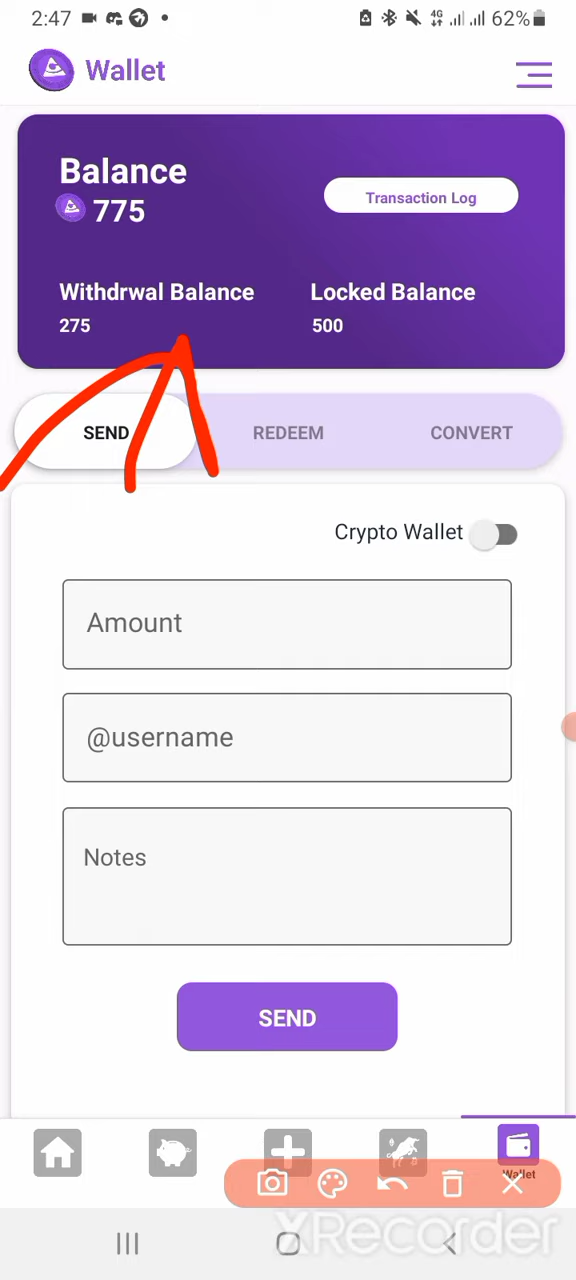 2:47
4G
62%
Wallet
Balance
775
Transaction Log
Withdrwal Balance
Locked Balance
275
500
SEND
REDEEM
CONVERT
Crypto Wallet
Amount
@username
Notes
SEND
Wallet
XRecorder